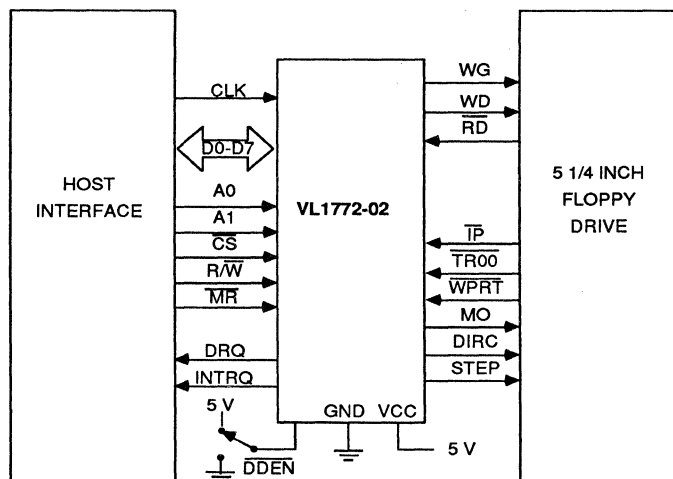 CLK
D0-D7
HOST
INTERFACE
A0
A1
CS
R/W
MR
DRQ
INTRQ
5 V
DDEN
VL1772-02
GND VCC
5 V
WG
WD
RD
IP
TR00
WPRT
MO
DIRC
STEP
5 1/4 INCH
FLOPPY
DRIVE